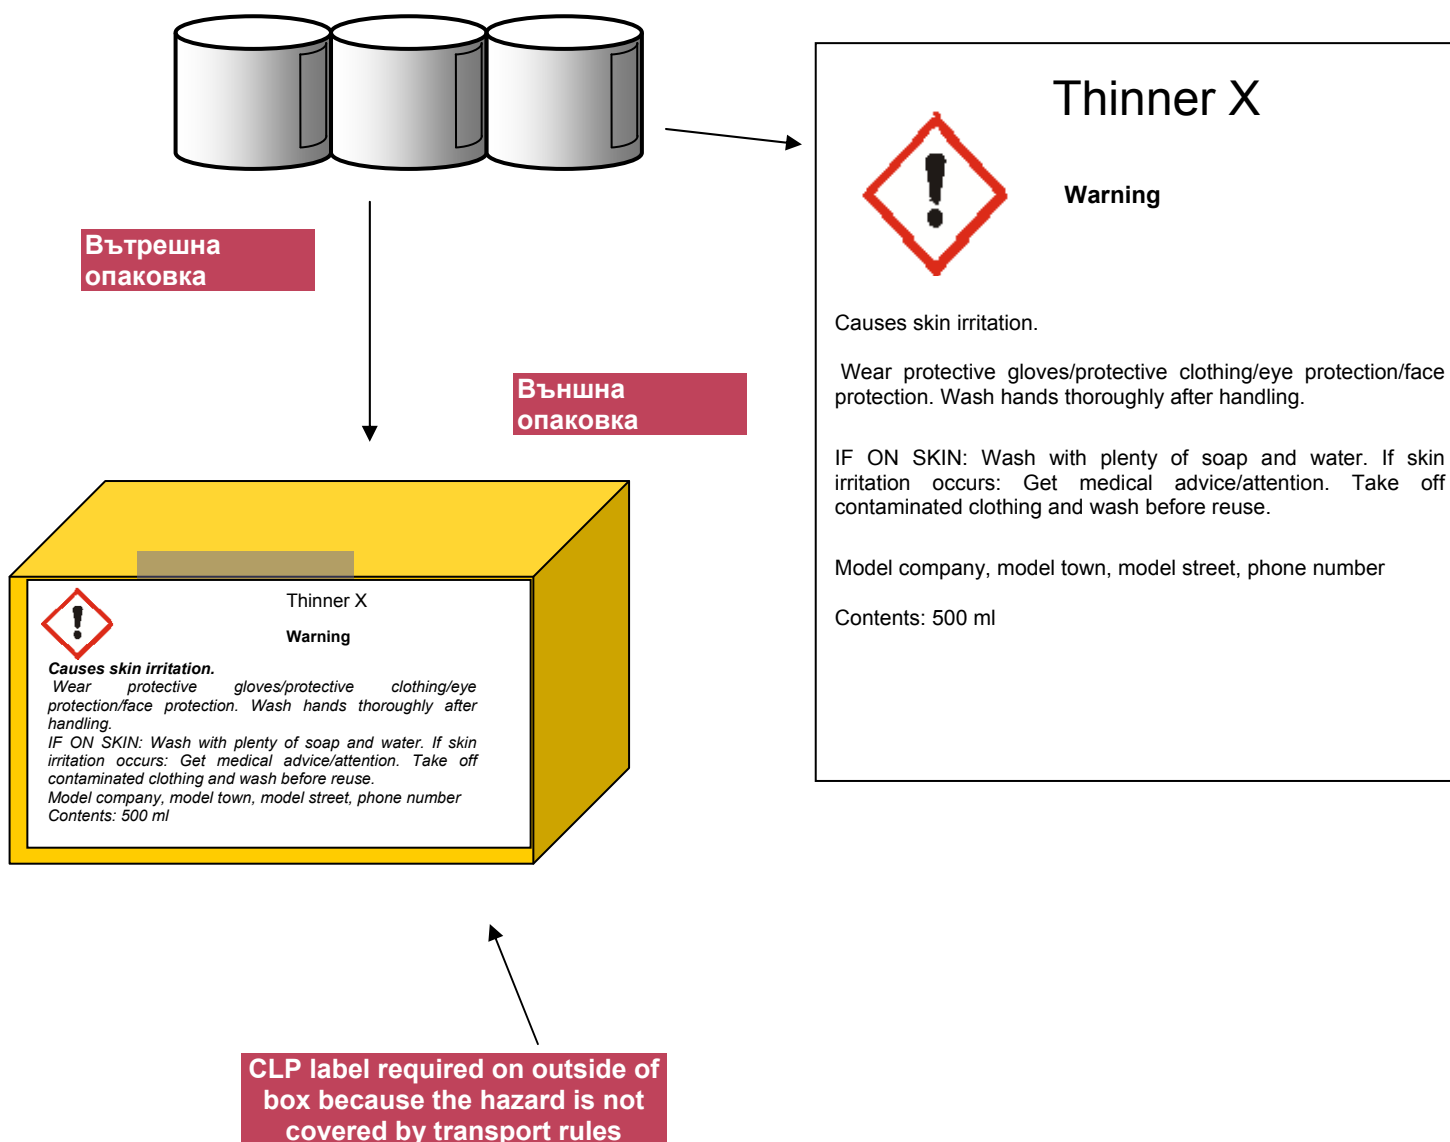 Thinner X
Warning
Causes skin irritation.
Wear protective gloves/protective clothing/eye protection/face
protection. Wash hands thoroughly after handling.
IF ON SKIN: Wash with plenty of soap and water. If skin
irritation occurs: Get medical advice/attention. Take off
contaminated clothing and wash before reuse.
Model company, model town, model street, phone number
Contents: 500 ml
Вътрешна
опаковка
Външна
опаковка
Thinner X
Warning
Causes skin irritation.
Wear protective gloves/protective clothing/eye
protection/face protection. Wash hands thoroughly after
handling.
IF ON SKIN: Wash with plenty of soap and water. If skin
irritation occurs: Get medical advice/attention. Take off
contaminated clothing and wash before reuse.
Model company, model town, model street, phone number
Contents: 500 ml
CLP label required on outside of
box because the hazard is not
covered by transport rules